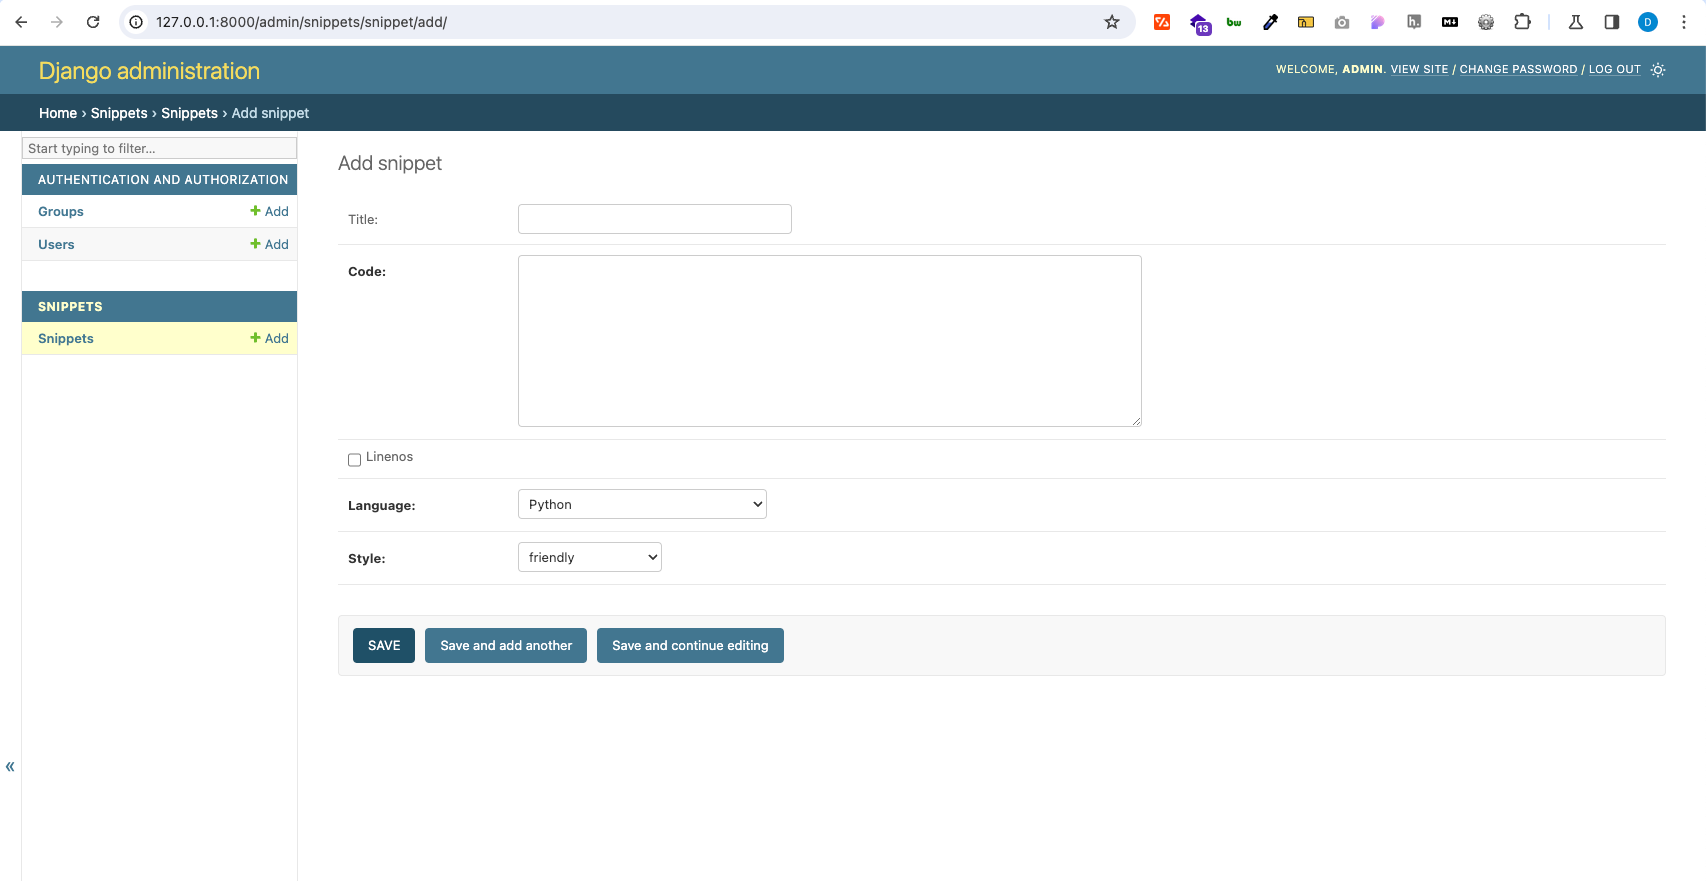 127.0.0.1:8000/admin/snippets/snippet/add/
13
bw
h.
M↓
D
Django administration
WELCOME, ADMIN. VIEW SITE / CHANGE PASSWORD / LOG OUT
Home › Snippets › Snippets › Add snippet
Start typing to filter...
AUTHENTICATION AND AUTHORIZATION
Groups + Add
Users + Add
SNIPPETS
Snippets + Add
«
Add snippet
Title:
Code:
Linenos
Language: Python
Style: friendly
SAVE Save and add another Save and continue editing